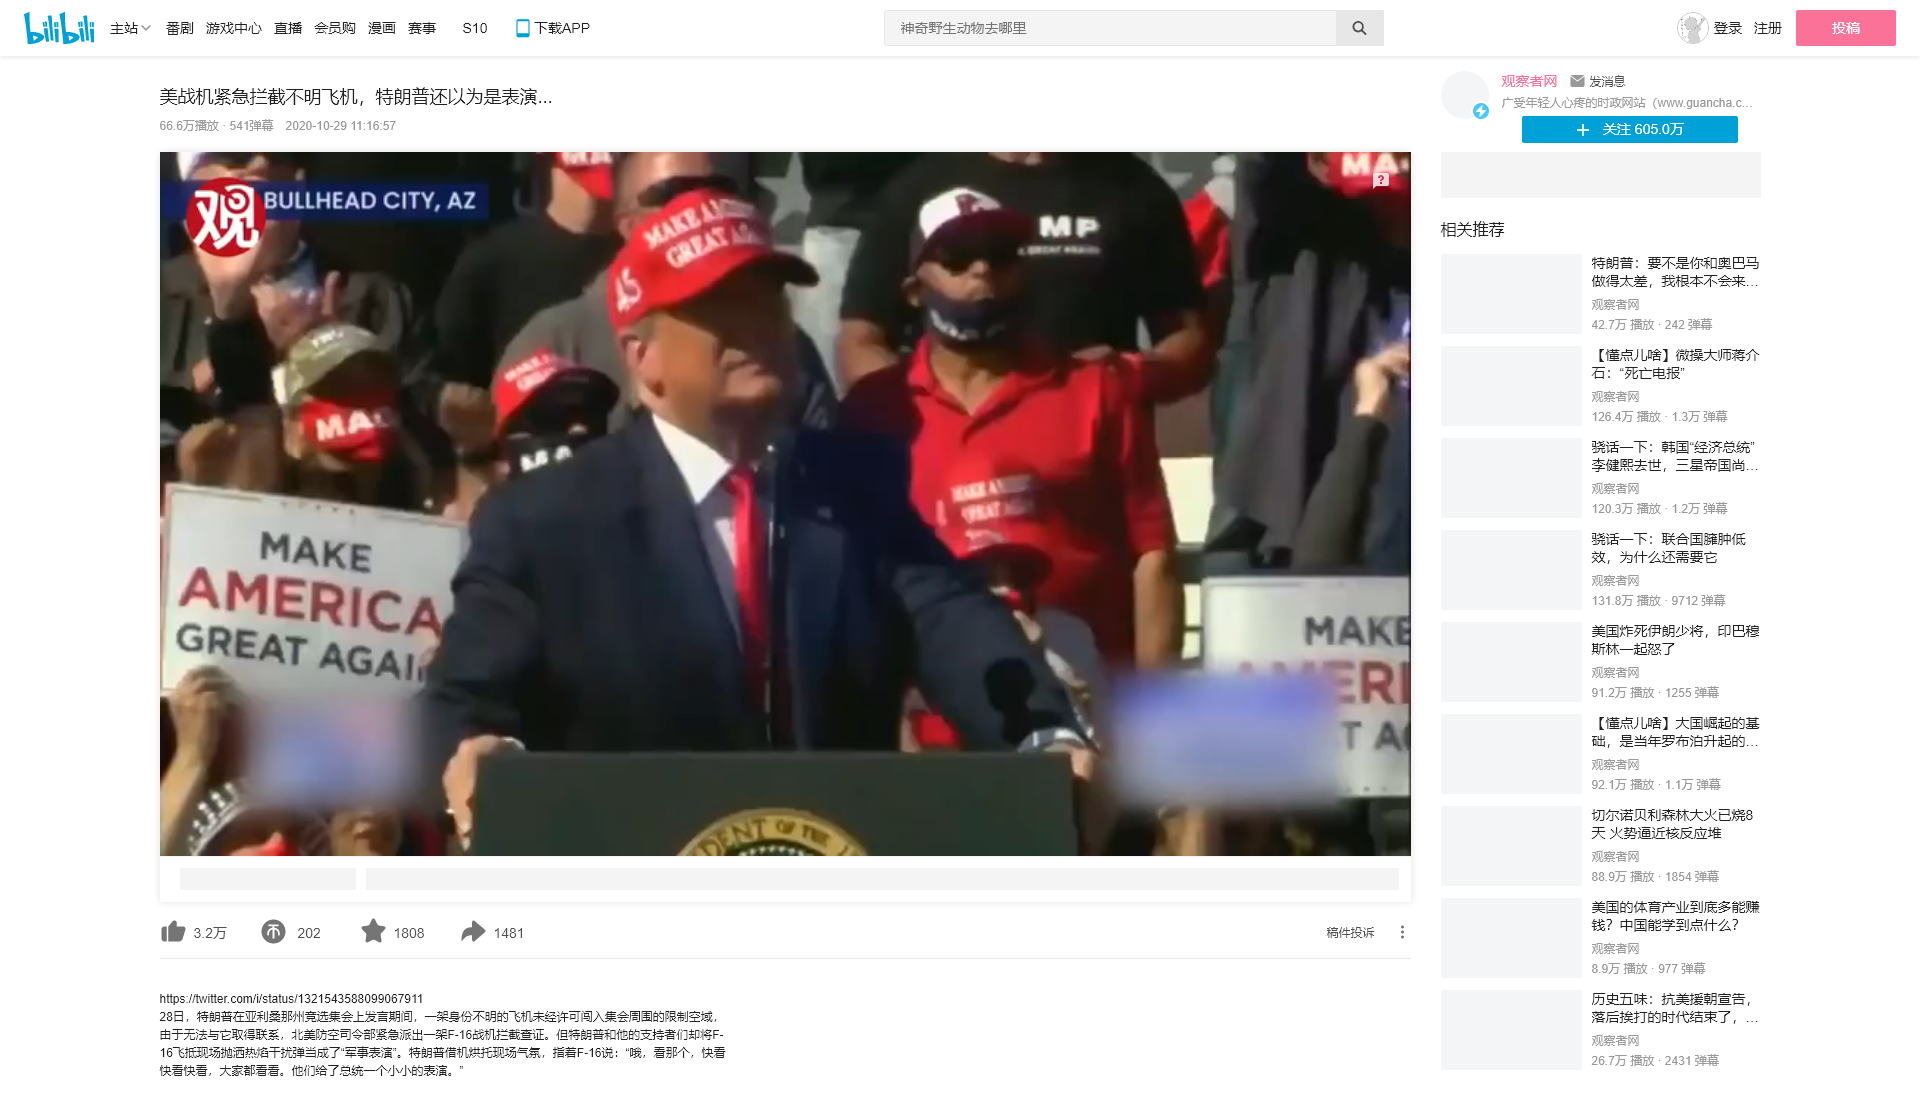 bilibili
主站
番剧
游戏中心
直播
会员购
漫画
赛事
S10
下载APP
神奇野生动物去哪里
登录
注册
投稿
美战机紧急拦截不明飞机，特朗普还以为是表演...
66.6万播放 · 541弹幕 2020-10-29 11:16:57
观
BULLHEAD CITY, AZ
MAKE AMERICA
GREAT AGAIN
45
MP
MAKE
AMERICA
GREAT AGAI
MAKE
AMERI
T AG
DENT OF THE
3.2万
202
1808
1481
稿件投诉
https://twitter.com/i/status/1321543588099067911
28日，特朗普在亚利桑那州竞选集会上发言期间，一架身份不明的飞机未经许可闯入集会周围的限制空域，
由于无法与它取得联系，北美防空司令部紧急派出一架F-16战机拦截查证。但特朗普和他的支持者们却将F-
16飞抵现场抛洒热焰干扰弹当成了“军事表演”。特朗普借机烘托现场气氛，指着F-16说：“哦，看那个，快看
快看快看，大家都看看。他们给了总统一个小小的表演。”
观察者网
发消息
广受年轻人心疼的时政网站（www.guancha.c...
+ 关注 605.0万
相关推荐
特朗普：要不是你和奥巴马
做得太差，我根本不会来...
观察者网
42.7万 播放 · 242 弹幕
【懂点儿啥】微操大师蒋介
石：“死亡电报”
观察者网
126.4万 播放 · 1.3万 弹幕
骁话一下：韩国“经济总统”
李健熙去世，三星帝国尚...
观察者网
120.3万 播放 · 1.2万 弹幕
骁话一下：联合国臃肿低
效，为什么还需要它
观察者网
131.8万 播放 · 9712 弹幕
美国炸死伊朗少将，印巴穆
斯林一起怒了
观察者网
91.2万 播放 · 1255 弹幕
【懂点儿啥】大国崛起的基
础，是当年罗布泊升起的...
观察者网
92.1万 播放 · 1.1万 弹幕
切尔诺贝利森林大火已烧8
天 火势逼近核反应堆
观察者网
88.9万 播放 · 1854 弹幕
美国的体育产业到底多能赚
钱？中国能学到点什么？
观察者网
8.9万 播放 · 977 弹幕
历史五味：抗美援朝宣告，
落后挨打的时代结束了，...
观察者网
26.7万 播放 · 2431 弹幕